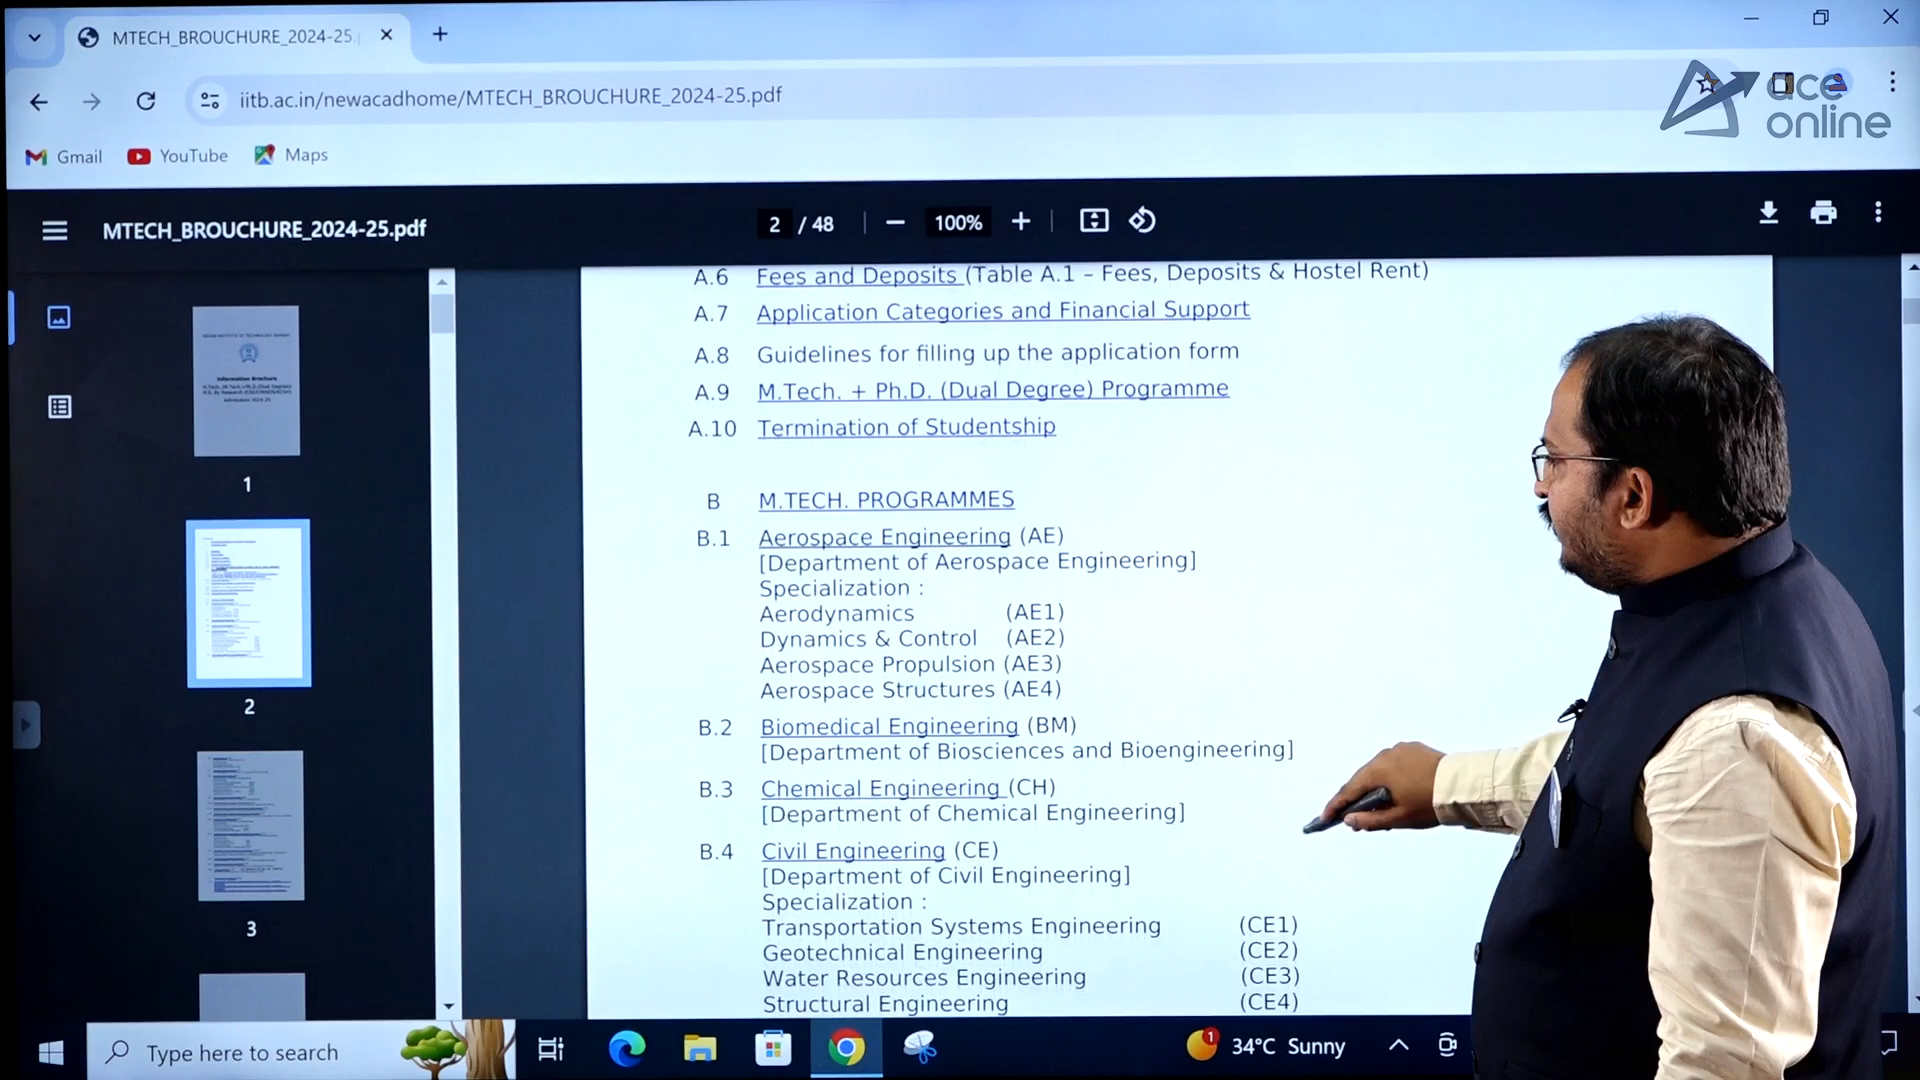 MTECH_BROUCHURE_2024-25.
iitb.ac.in/newacadhome/MTECH_BROUCHURE_2024-25.pdf
ace
online
Gmail
YouTube
Maps
MTECH_BROUCHURE_2024-25.pdf
2 / 48
100%
A.6 Fees and Deposits (Table A.1 – Fees, Deposits & Hostel Rent)
A.7 Application Categories and Financial Support
A.8 Guidelines for filling up the application form
A.9 M.Tech. + Ph.D. (Dual Degree) Programme
A.10 Termination of Studentship
B M.TECH. PROGRAMMES
B.1 Aerospace Engineering (AE)
[Department of Aerospace Engineering]
Specialization :
Aerodynamics (AE1)
Dynamics & Control (AE2)
Aerospace Propulsion (AE3)
Aerospace Structures (AE4)
B.2 Biomedical Engineering (BM)
[Department of Biosciences and Bioengineering]
B.3 Chemical Engineering (CH)
[Department of Chemical Engineering]
B.4 Civil Engineering (CE)
[Department of Civil Engineering]
Specialization :
Transportation Systems Engineering (CE1)
Geotechnical Engineering (CE2)
Water Resources Engineering (CE3)
Structural Engineering (CE4)
Information Brochure
1
2
3
Type here to search
1
34°C Sunny